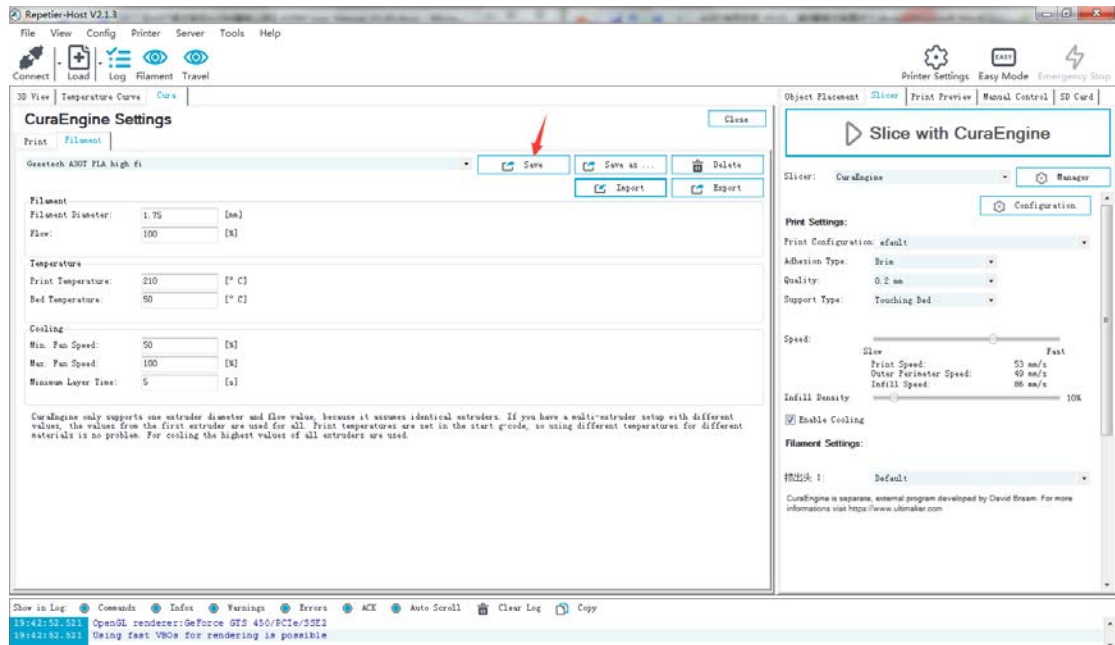 Repetier-Host V2.1.3
File View Config Printer Server Tools Help
Connect Load Log Filament Travel
Printer Settings Easy Mode Emergency Stop
EASY
3D View Temperature Curve Cura
Object Placement Slicer Print Preview Manual Control SD Card
CuraEngine Settings
Close
Slice with CuraEngine
Print Filament
Geeetech A30T PLA high fi
Save Save as ... Delete
Import Export
Slicer: CuraEngine Manager
Configuration
Filament
Filament Diameter: 1.75 [mm]
Flow: 100 [%]
Temperature
Print Temperature: 210 [° C]
Bed Temperature: 50 [° C]
Cooling
Min. Fan Speed: 50 [%]
Max. Fan Speed: 100 [%]
Minimum Layer Time: 5 [s]
CuraEngine only supports one extruder diameter and flow value, because it assumes identical extruders. If you have a multi-extruder setup with different
values, the values from the first extruder are used for all. Print temperatures are set in the start g-code, so using different temperatures for different
materials is no problem. For cooling the highest values of all extruders are used.
Print Settings:
Print Configuration: efault
Adhesion Type: Brim
Quality: 0.2 mm
Support Type: Touching Bed
Speed:
Slow Fast
Print Speed: 53 mm/s
Outer Perimeter Speed: 49 mm/s
Infill Speed: 86 mm/s
Infill Density 10%
Enable Cooling
Filament Settings:
挤出头 1: Default
CuraEngine is separate, external program developed by David Braam. For more
informations visit https://www.ultimaker.com
Show in Log: Commands Infos Warnings Errors ACK Auto Scroll Clear Log Copy
19:42:52.521 OpenGL renderer:GeForce GTS 450/PCIe/SSE2
19:42:52.521 Using fast VBOs for rendering is possible